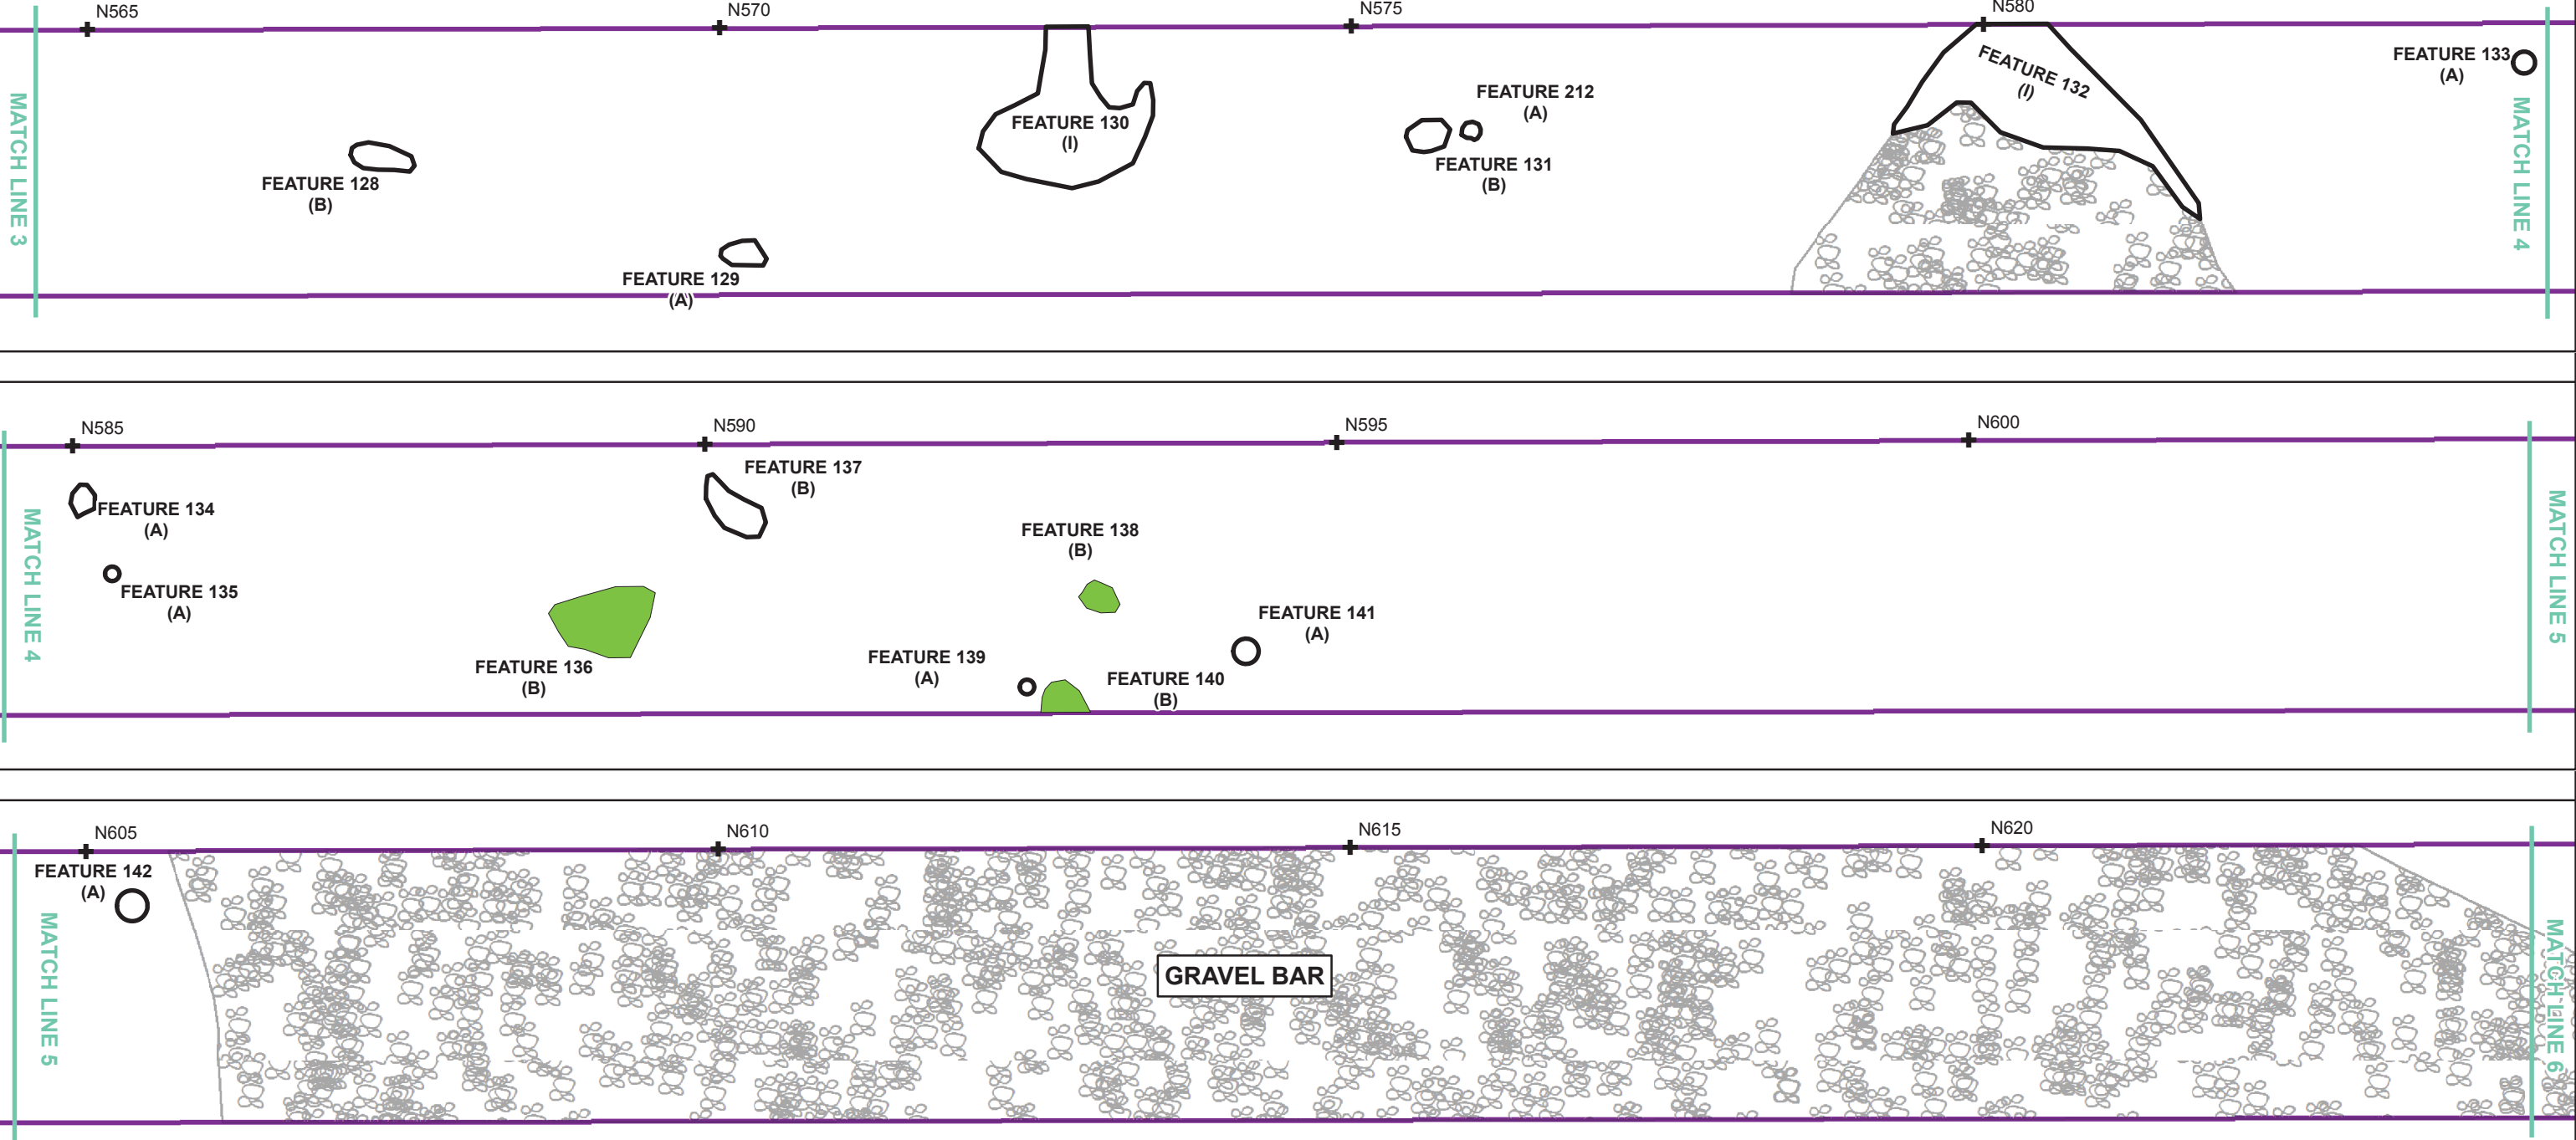 N565
N570
N575
N580
MATCH LINE 3
FEATURE 128
(B)
FEATURE 129
(A)
FEATURE 130
(I)
FEATURE 212
(A)
FEATURE 131
(B)
FEATURE 132
(I)
FEATURE 133
(A)
MATCH LINE 4
N585
N590
N595
N600
MATCH LINE 4
FEATURE 134
(A)
FEATURE 135
(A)
FEATURE 136
(B)
FEATURE 137
(B)
FEATURE 138
(B)
FEATURE 139
(A)
FEATURE 140
(B)
FEATURE 141
(A)
MATCH LINE 5
N605
N610
N615
N620
FEATURE 142
(A)
MATCH LINE 5
GRAVEL BAR
MATCH LINE 6